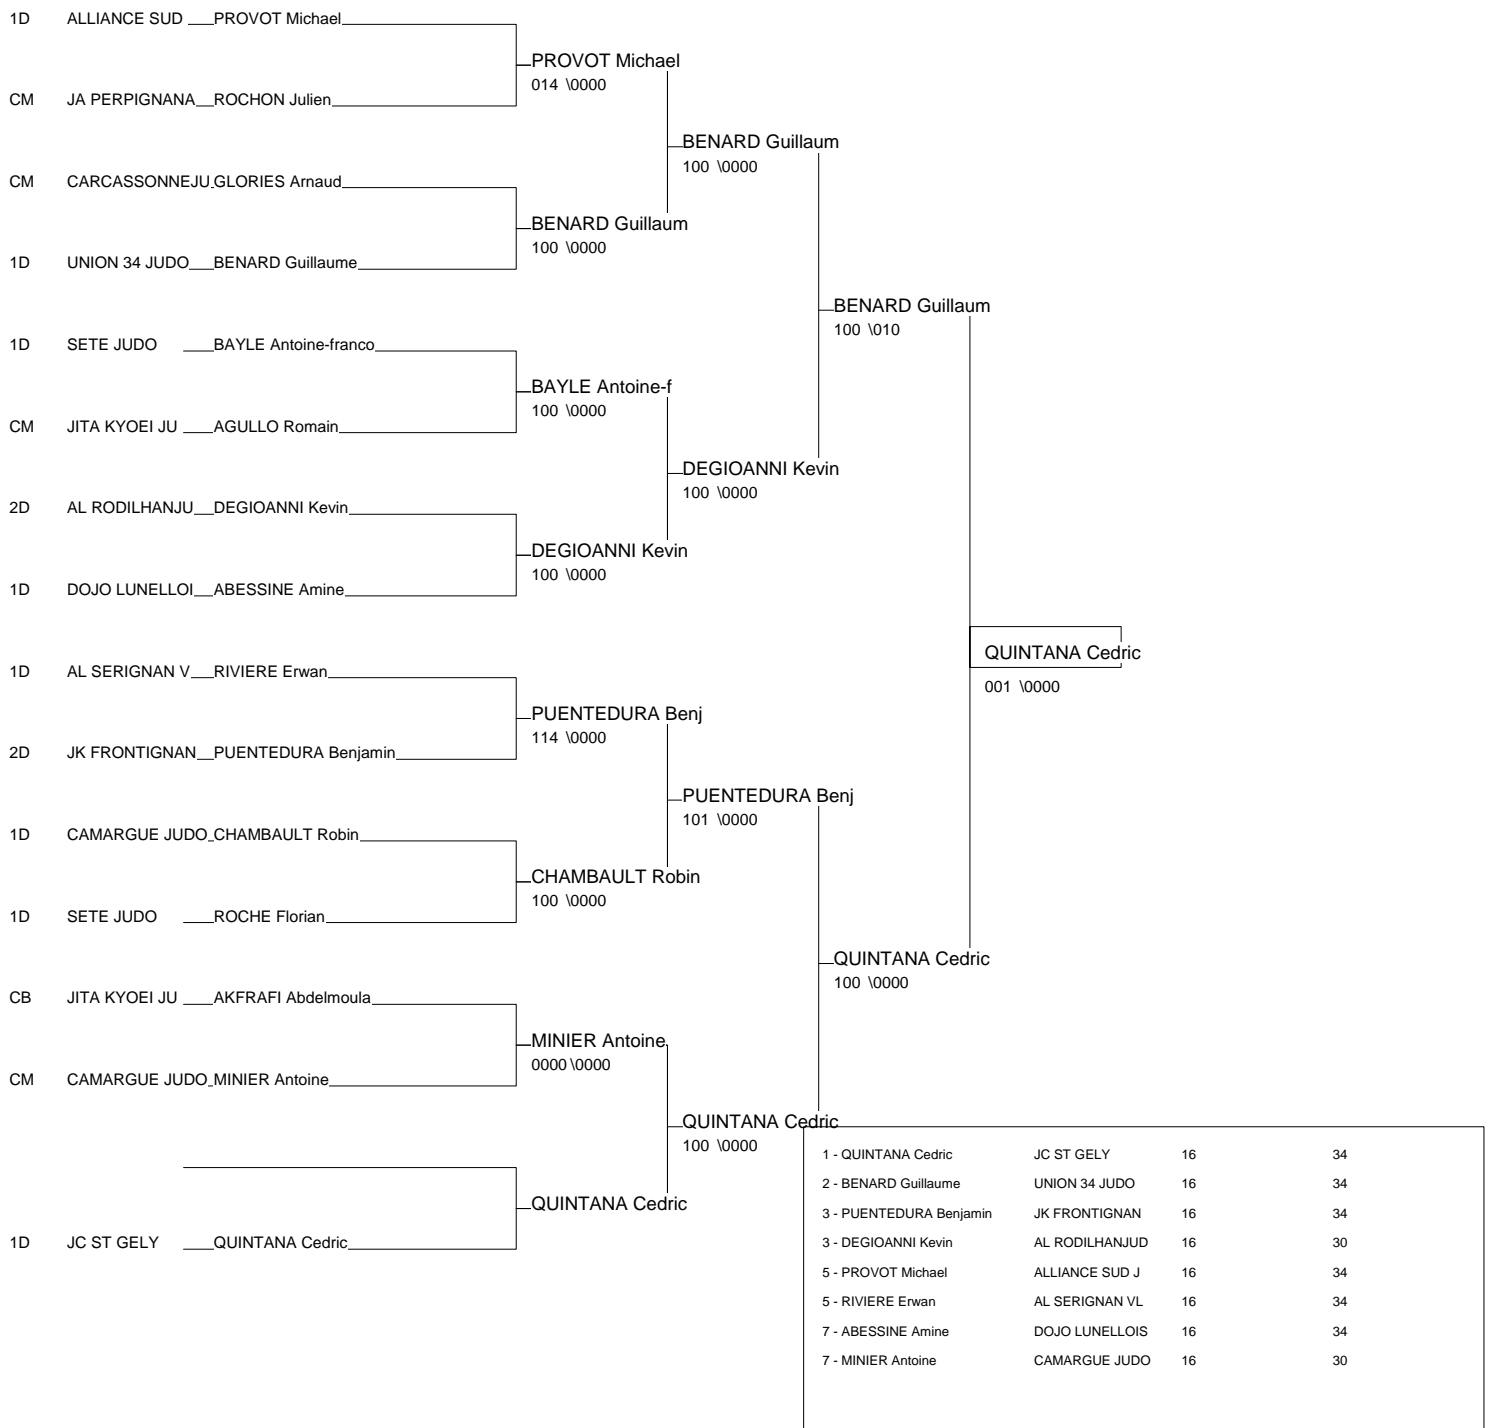 1D ALLIANCE SUD PROVOT Michael
PROVOT Michael
014 \0000
CM JA PERPIGNANA ROCHON Julien
BENARD Guillaum
100 \0000
CM CARCASSONNEJU GLORIES Arnaud
BENARD Guillaum
100 \0000
1D UNION 34 JUDO BENARD Guillaume
BENARD Guillaum
100 \010
1D SETE JUDO BAYLE Antoine-franco
BAYLE Antoine-f
100 \0000
CM JITA KYOEI JU AGULLO Romain
DEGIOANNI Kevin
100 \0000
2D AL RODILHANJU DEGIOANNI Kevin
DEGIOANNI Kevin
100 \0000
1D DOJO LUNELLOI ABESSINE Amine
QUINTANA Cedric
001 \0000
1D AL SERIGNAN V RIVIERE Erwan
PUENTEDURA Benj
114 \0000
2D JK FRONTIGNAN PUENTEDURA Benjamin
PUENTEDURA Benj
101 \0000
1D CAMARGUE JUDO CHAMBAULT Robin
CHAMBAULT Robin
100 \0000
1D SETE JUDO ROCHE Florian
QUINTANA Cedric
100 \0000
CB JITA KYOEI JU AKFRAFI Abdelmoula
MINIER Antoine
0000 \0000
CM CAMARGUE JUDO MINIER Antoine
QUINTANA Cedric
100 \0000
QUINTANA Cedric
1D JC ST GELY QUINTANA Cedric
1 - QUINTANA Cedric JC ST GELY 16 34
2 - BENARD Guillaume UNION 34 JUDO 16 34
3 - PUENTEDURA Benjamin JK FRONTIGNAN 16 34
3 - DEGIOANNI Kevin AL RODILHANJUD 16 30
5 - PROVOT Michael ALLIANCE SUD J 16 34
5 - RIVIERE Erwan AL SERIGNAN VL 16 34
7 - ABESSINE Amine DOJO LUNELLOIS 16 34
7 - MINIER Antoine CAMARGUE JUDO 16 30